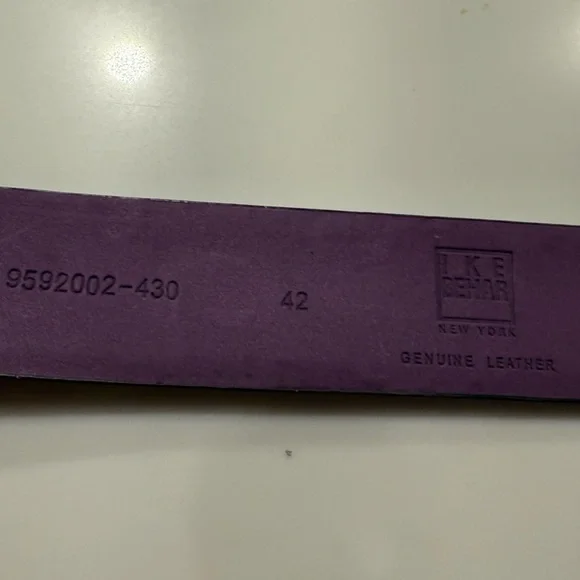 9592002-430
42
IKE
BEHAR
NEW YORK
GENUINE LEATHER